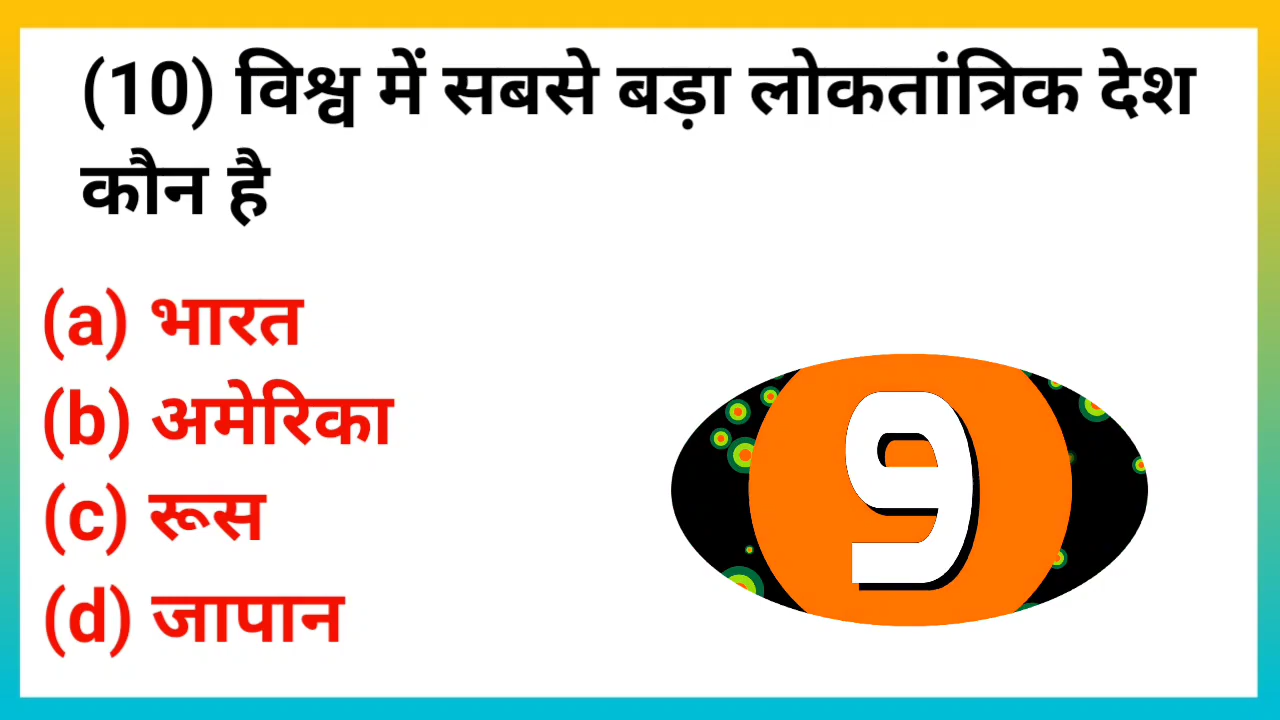 (10) विश्व में सबसे बड़ा लोकतांत्रिक देश
कौन है
(a) भारत
(b) अमेरिका
(c) रूस
(d) जापान
9